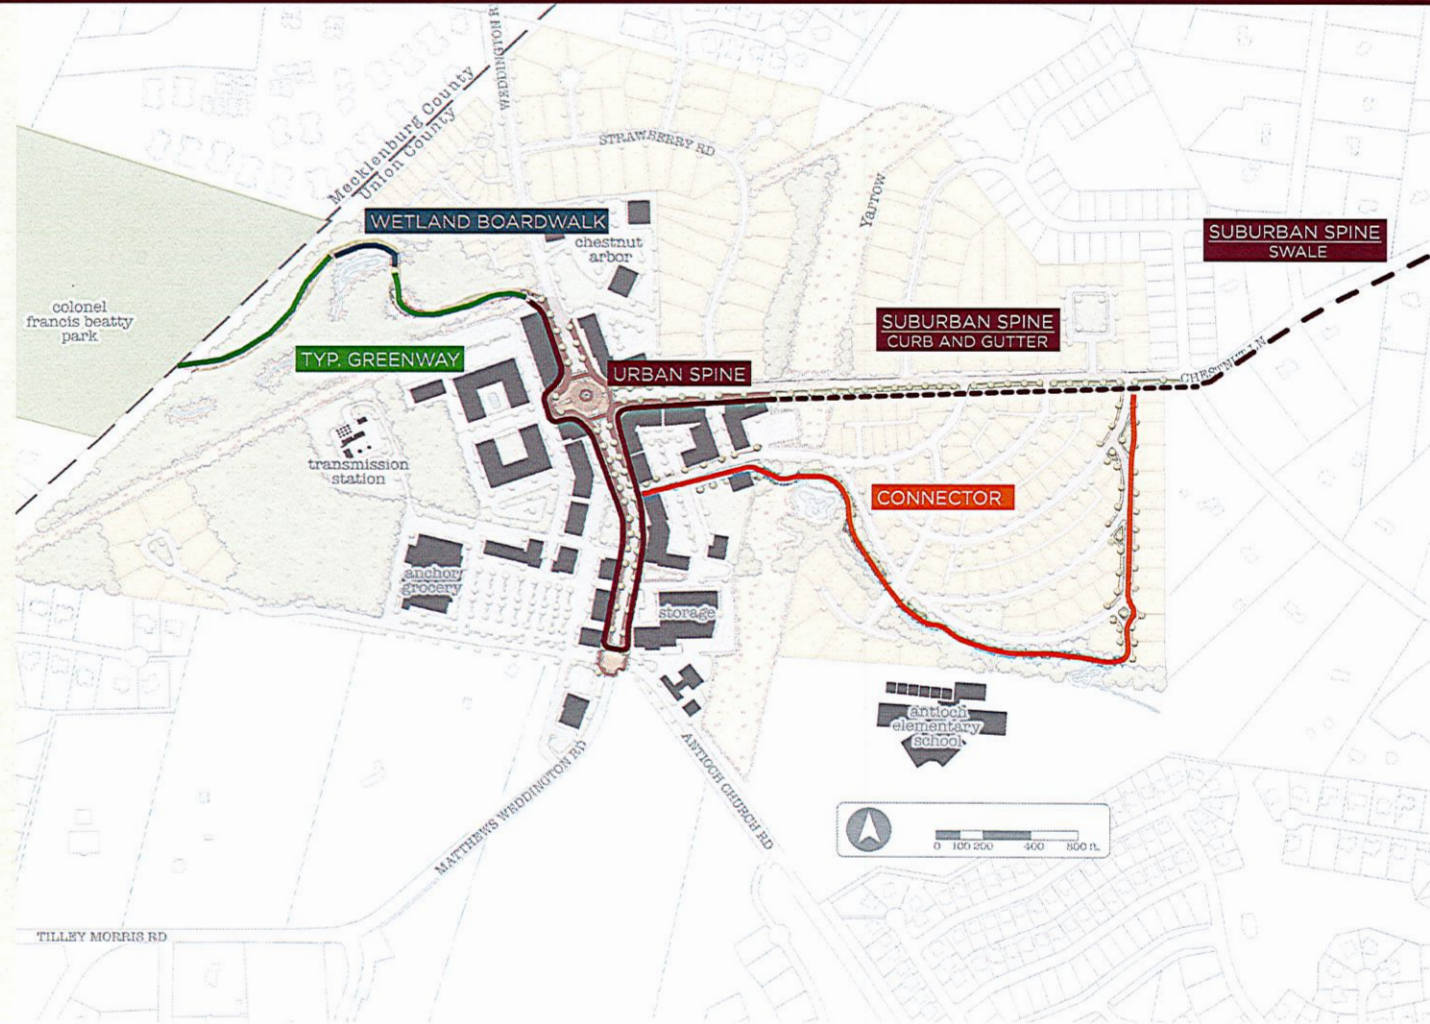 WEDDINGTON R
Mecklenburg County
Union County
STRAWBERRY RD
Yarrow
WETLAND BOARDWALK
chestnut
arbor
SUBURBAN SPINE
SWALE
colonel
francis beatty
park
SUBURBAN SPINE
CURB AND GUTTER
TYP. GREENWAY
URBAN SPINE
CHESTNUT LN
transmission
station
CONNECTOR
anchor
grocery
storage
antioch
elementary
school
MATTHEWS WEDDINGTON RD
ANTIOCH CHURCH RD
0 100 200 400 800 ft.
TILLEY MORRIS RD